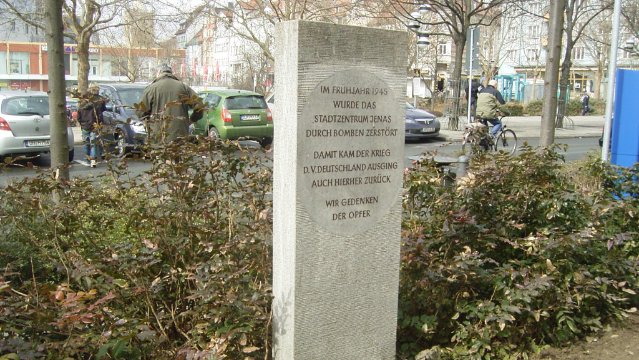 IM FRÜHJAHR 1945
WURDE DAS
STADTZENTRUM JENAS
DURCH BOMBEN ZERSTÖRT
DAMIT KAM DER KRIEG
D. V. DEUTSCHLAND AUSGING
AUCH HIERHER ZURÜCK
WIR GEDENKEN
DER OPFER